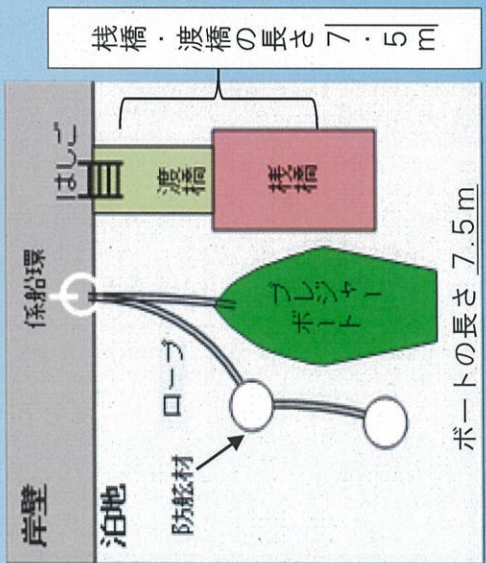 桟橋・渡橋の長さ 7.5m
岸壁
係船環
はしご
泊地
ロープ
防舷材
渡橋
桟橋
プレジャー
ボート
ボートの長さ 7.5m